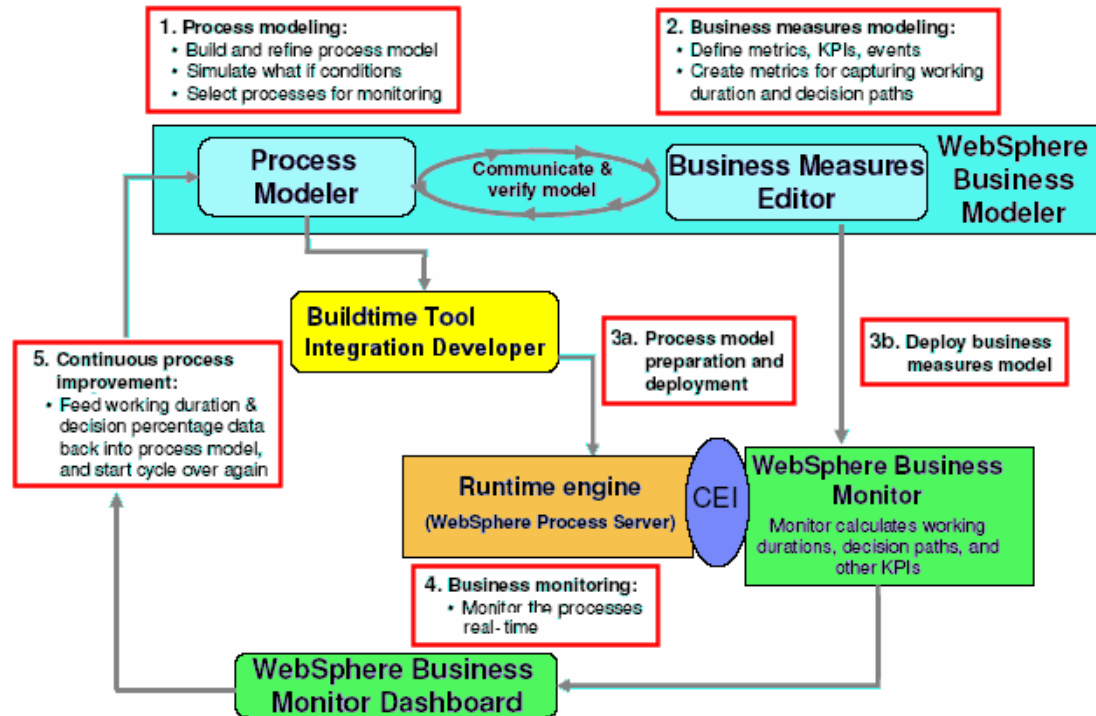 1. Process modeling:
• Build and refine process model
• Simulate what if conditions
• Select processes for monitoring
2. Business measures modeling:
• Define metrics, KPIs, events
• Create metrics for capturing working
duration and decision paths
Process
Modeler
Communicate &
verify model
Business Measures
Editor
WebSphere
Business
Modeler
Buildtime Tool
Integration Developer
3a. Process model
preparation and
deployment
3b. Deploy business
measures model
5. Continuous process
improvement:
• Feed working duration &
decision percentage data
back into process model,
and start cycle over again
Runtime engine
(WebSphere Process Server)
CEI
WebSphere Business
Monitor
Monitor calculates working
durations, decision paths, and
other KPIs
4. Business monitoring:
• Monitor the processes
real-time
WebSphere Business
Monitor Dashboard